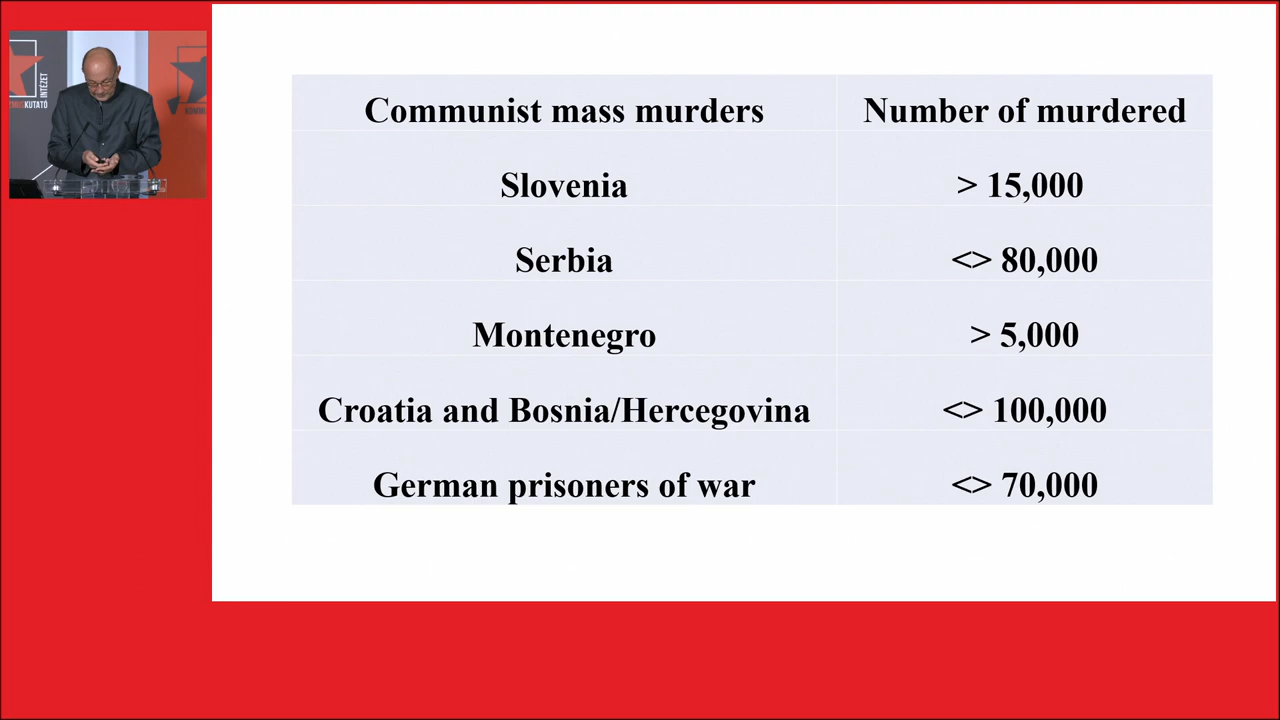 INTÉZET
KUTATÓ
Communist mass murders
Number of murdered
Slovenia
> 15,000
Serbia
<> 80,000
Montenegro
> 5,000
Croatia and Bosnia/Hercegovina
<> 100,000
German prisoners of war
<> 70,000